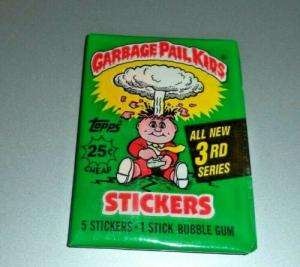 GARBAGE PAIL KIDS
topps
25¢
CHEAP
ALL NEW
3RD
SERIES
STICKERS
5 STICKERS - 1 STICK BUBBLE GUM